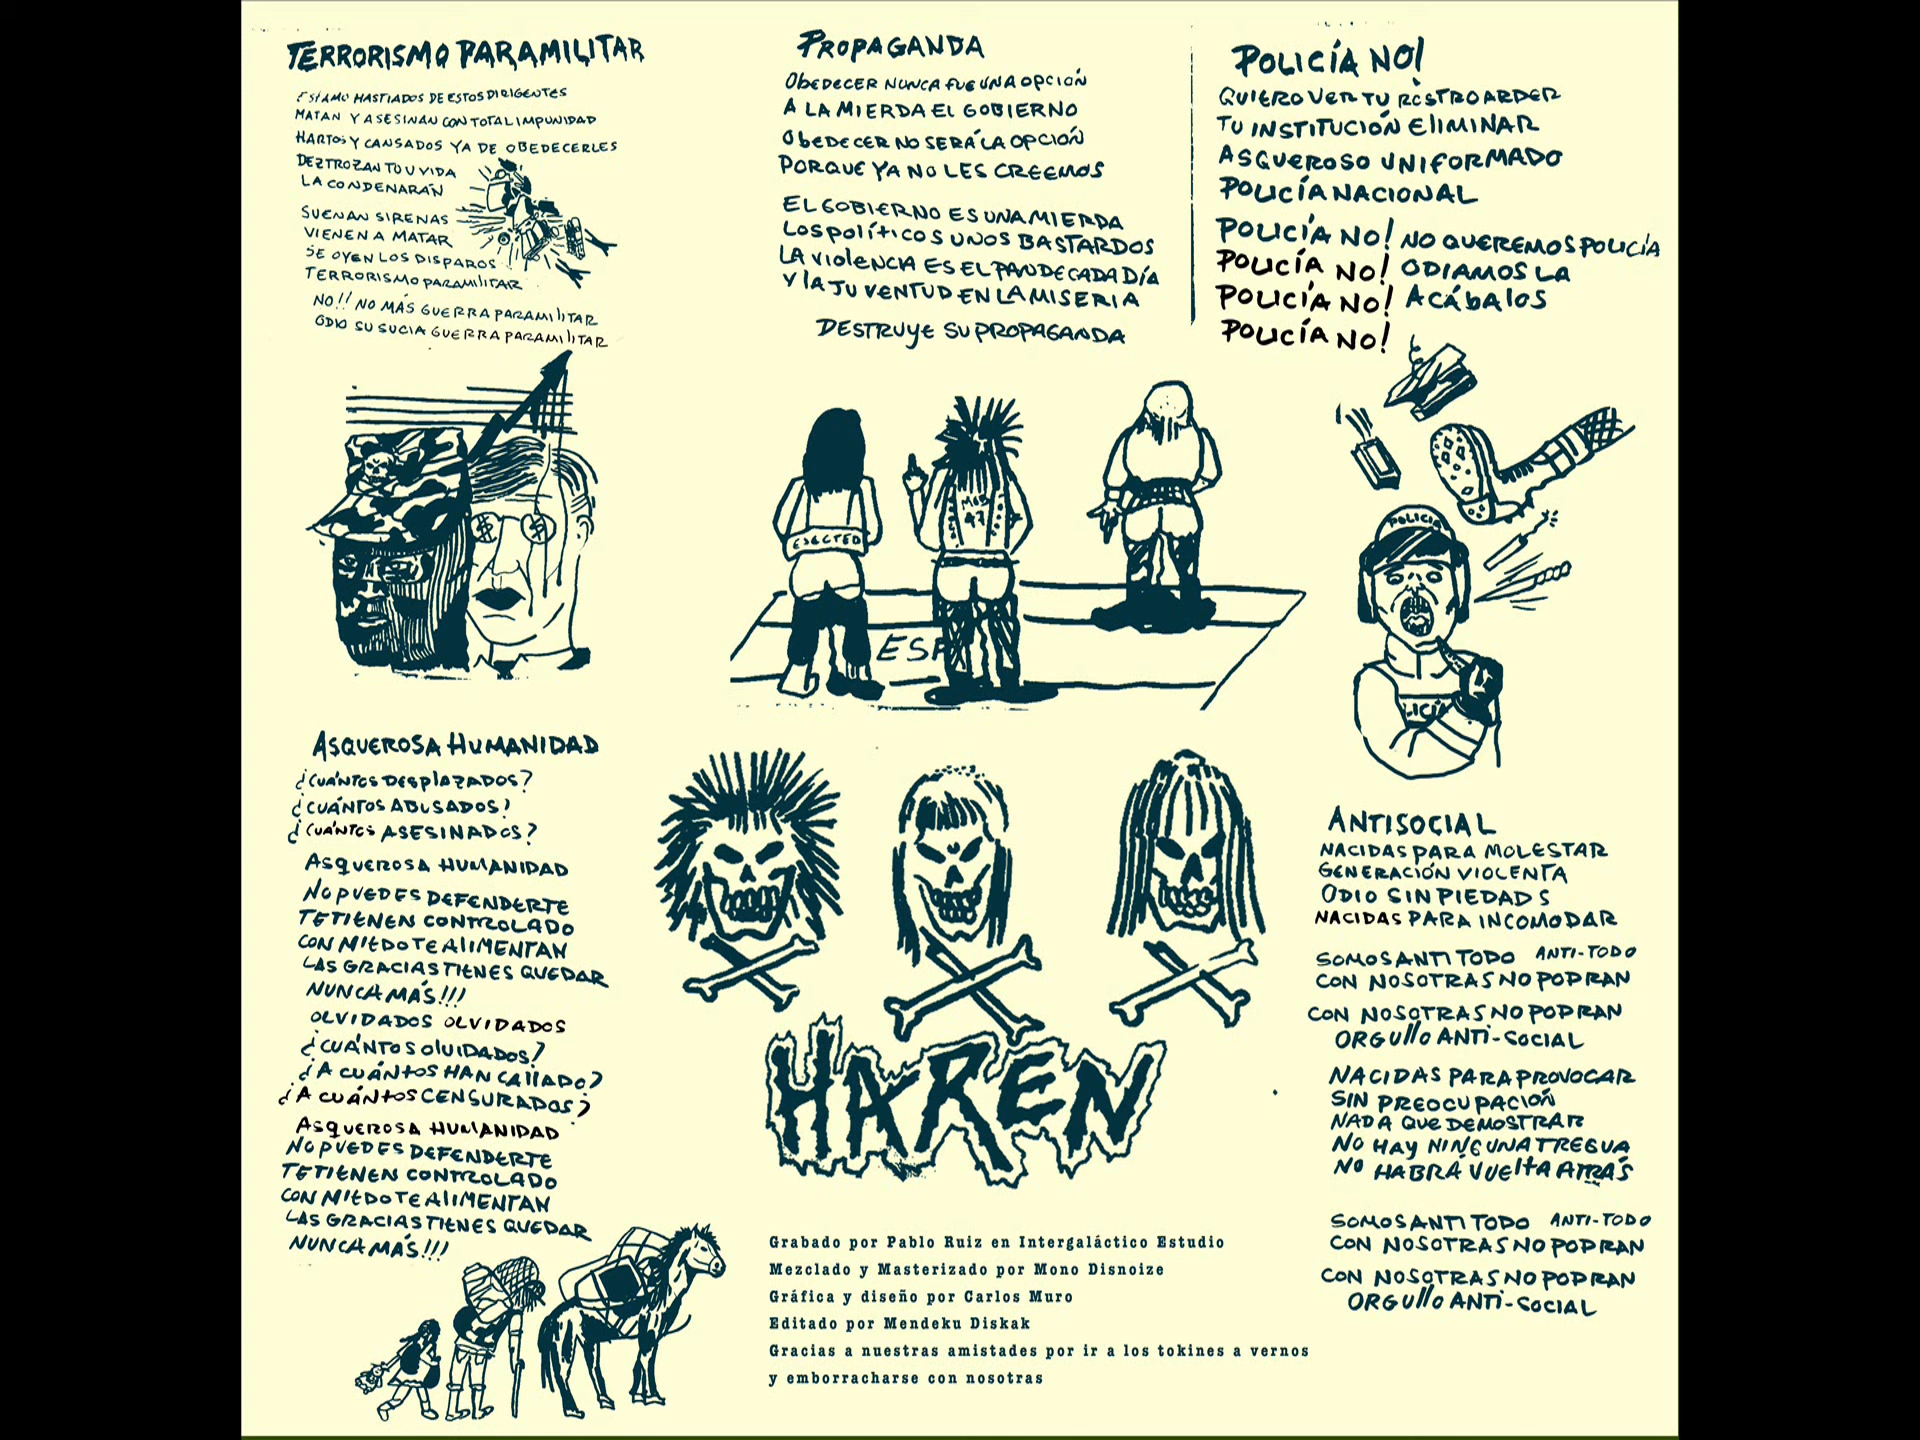 TERRORISMO PARAMILITAR
ESTAMO HASTIADOS DE ESTOS DIRIGENTES
MATAN Y ASESINAN CON TOTAL IMPUNIDAD
HARTOS Y CANSADOS YA DE OBEDECERLES
DEZTROZAN TOU VIDA
LA CONDENARÁN
SUENAN SIRENAS
VIENEN A MATAR
SE OYEN LOS DISPAROS
TERRORISMO PARAMILITAR
NO!! NO MÁS GUERRA PARAMILITAR
ODIO SU SUCIA GUERRA PARAMILITAR
PROPAGANDA
OBEDECER NUNCA FUE UNA OPCIÓN
A LA MIERDA EL GOBIERNO
OBEDECER NO SERÁ LA OPCIÓN
PORQUE YA NO LES CREEMOS
EL GOBIERNO ES UNA MIERDA
LOS POLÍTICOS UNOS BASTARDOS
LA VIOLENCIA ES EL PAN DE CADA DÍA
Y LA JUVENTUD EN LA MISERIA
DESTRUYE SU PROPAGANDA
POLICÍA NO!
QUIERO VER TU ROSTRO ARDER
TU INSTITUCIÓN ELIMINAR
ASQUEROSO UNIFORMADO
POLICÍA NACIONAL
POLICÍA NO! NO QUEREMOS POLICÍA
POLICÍA NO! ODIAMOS LA
POLICÍA NO! ACÁBALOS
POLICÍA NO!
EJECTED
MOB
47
ESP
POLICIA
LICÍA
ASQUEROSA HUMANIDAD
¿CUÁNTOS DESPLAZADOS?
¿CUÁNTOS ABUSADOS?
¿CUÁNTOS ASESINADOS?
ASQUEROSA HUMANIDAD
NO PUEDES DEFENDERTE
TE TIENEN CONTROLADO
CON MIEDO TE ALIMENTAN
LAS GRACIAS TIENES QUE DAR
NUNCA MÁS!!!
OLVIDADOS OLVIDADOS
¿CUÁNTOS OLVIDADOS?
¿A CUÁNTOS HAN CALLADO?
¿A CUÁNTOS CENSURADOS?
ASQUEROSA HUMANIDAD
NO PUEDES DEFENDERTE
TE TIENEN CONTROLADO
CON MIEDO TE ALIMENTAN
LAS GRACIAS TIENES QUE DAR
NUNCA MÁS!!!
HAREN
Grabado por Pablo Ruiz en Intergaláctico Estudio
Mezclado y Masterizado por Mono Disnoize
Gráfica y diseño por Carlos Muro
Editado por Mendeku Diskak
Gracias a nuestras amistades por ir a los tokines a vernos
y emborracharse con nosotras
ANTISOCIAL
NACIDAS PARA MOLESTAR
GENERACIÓN VIOLENTA
ODIO SIN PIEDAD S
NACIDAS PARA INCOMODAR
SOMOS ANTI TODO ANTI-TODO
CON NOSOTRAS NO PODRAN
CON NOSOTRAS NO PODRAN
ORGULLO ANTI-SOCIAL
NACIDAS PARA PROVOCAR
SIN PREOCUPACIÓN
NADA QUE DEMOSTRAR
NO HAY NINGUNA TREGUA
NO HABRÁ VUELTA ATRÁS
SOMOS ANTI TODO ANTI-TODO
CON NOSOTRAS NO PODRAN
CON NOSOTRAS NO PODRAN
ORGULLO ANTI-SOCIAL